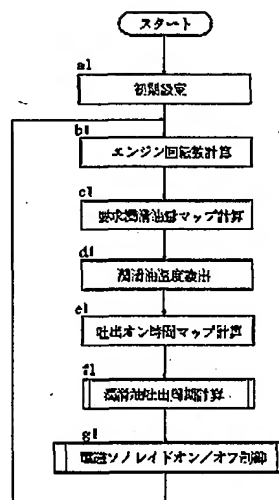 スタート
a1
初期設定
b1
エンジン回転数計算
c1
要求潤滑油量マップ計算
d1
潤滑油温度検出
e1
吐出オン時間マップ計算
f1
潤滑油吐出周期計算
g1
電磁ソノレイドオン/オフ制御